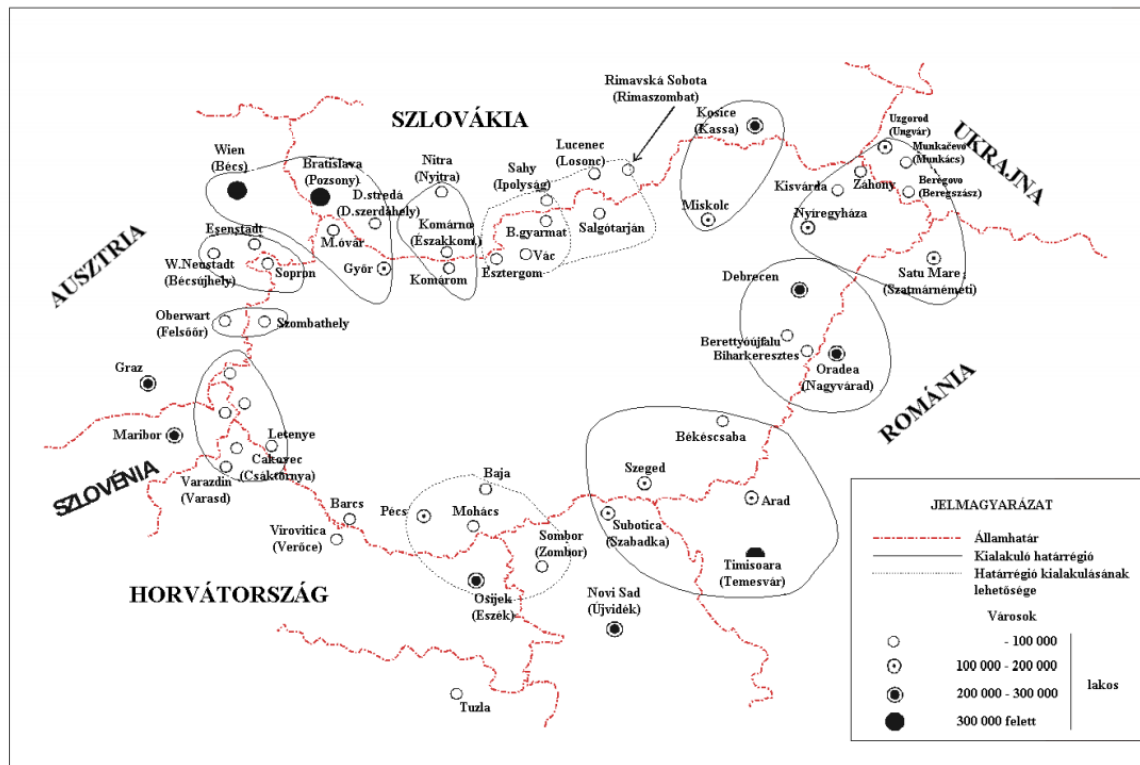 Rimavská Sobota
(Rimaszombat)
SZLOVÁKIA
Kosice
(Kassa)
UKRAJNA
Uzgorod
(Ungvár)
Munkačevo
(Munkács)
Beregovo
(Beregszász)
Wien
(Bécs)
Bratislava
(Pozsony)
Nitra
(Nyitra)
Lucenec
(Losonc)
Sahy
(Ipolyság)
D.stredá
(D.szerdahely)
Kisvárda
Záhony
Miskolc
Nyíregyháza
AUSZTRIA
Esenstadt
M.óvár
Komárno
(Északkom.)
B.gyarmat
Salgótarján
W.Neustadt
(Bécsújhely)
Sopron
Győr
Komárom
Esztergom
Vác
Satu Mare
(Szatmárnémeti)
Debrecen
Oberwart
(Felsőőr)
Szombathely
Berettyóújfalu
Biharkeresztes
Oradea
(Nagyvárad)
ROMÁNIA
Graz
Maribor
SZLOVÉNIA
Letenye
Cakovec
(Csáktornya)
Varazdin
(Varasd)
Békéscsaba
Szeged
Arad
Baja
Pécs
Mohács
Barcs
Virovitica
(Verőce)
Sombor
(Zombor)
Subotica
(Szabadka)
Timisoara
(Temesvár)
HORVÁTORSZÁG
Osijek
(Eszék)
Novi Sad
(Újvidék)
Tuzla
JELMAGYARÁZAT
Államhatár
Kialakuló határrégió
Határrégió kialakulásának
lehetősége
Városok
- 100 000
100 000 - 200 000
200 000 - 300 000
300 000 felett
lakos